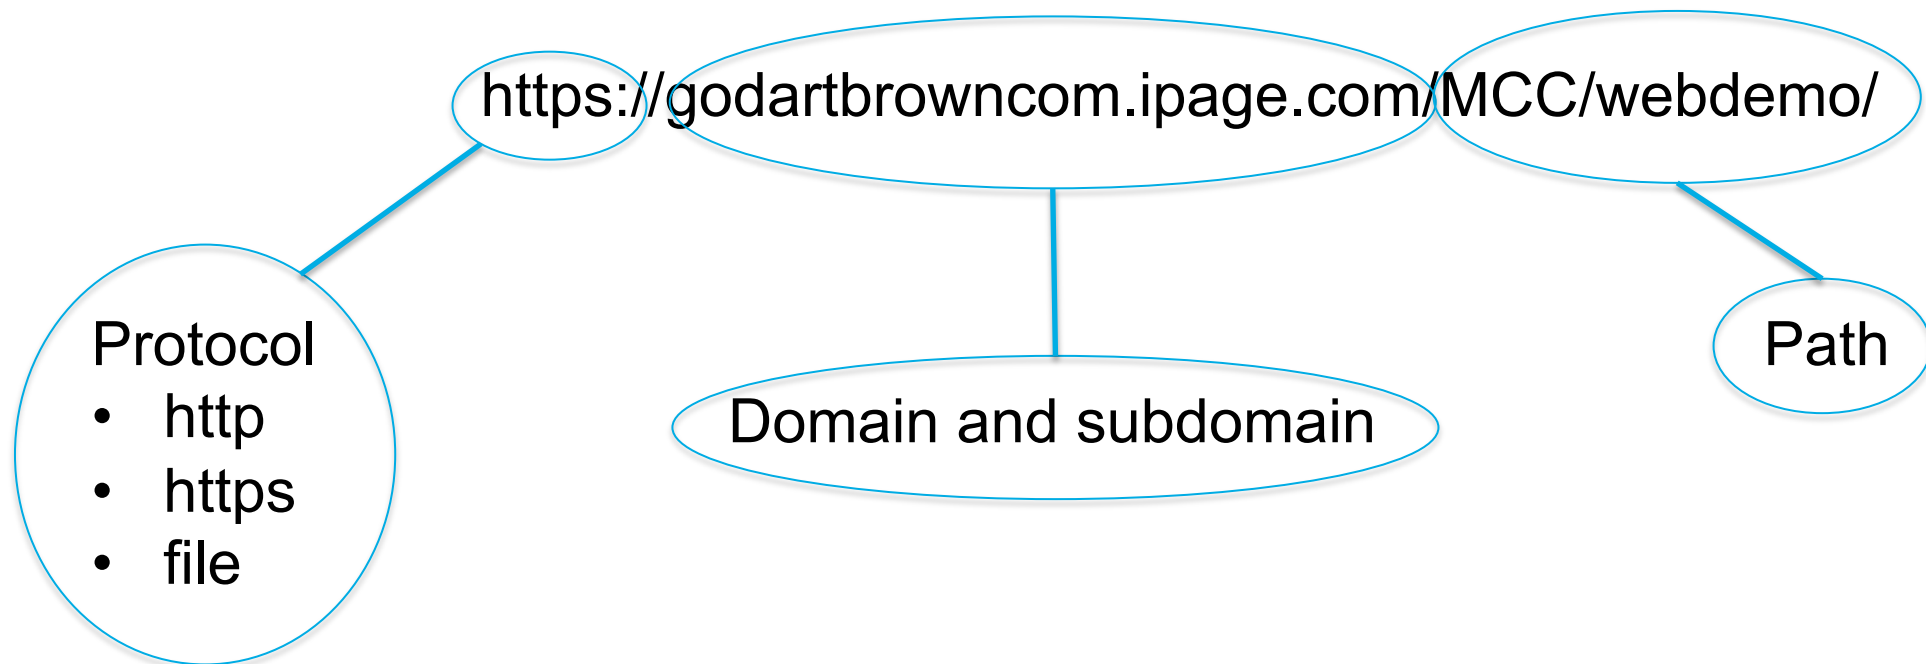 https://godartbrowncom.ipage.com/MCC/webdemo/
Protocol
• http
• https
• file
Domain and subdomain
Path